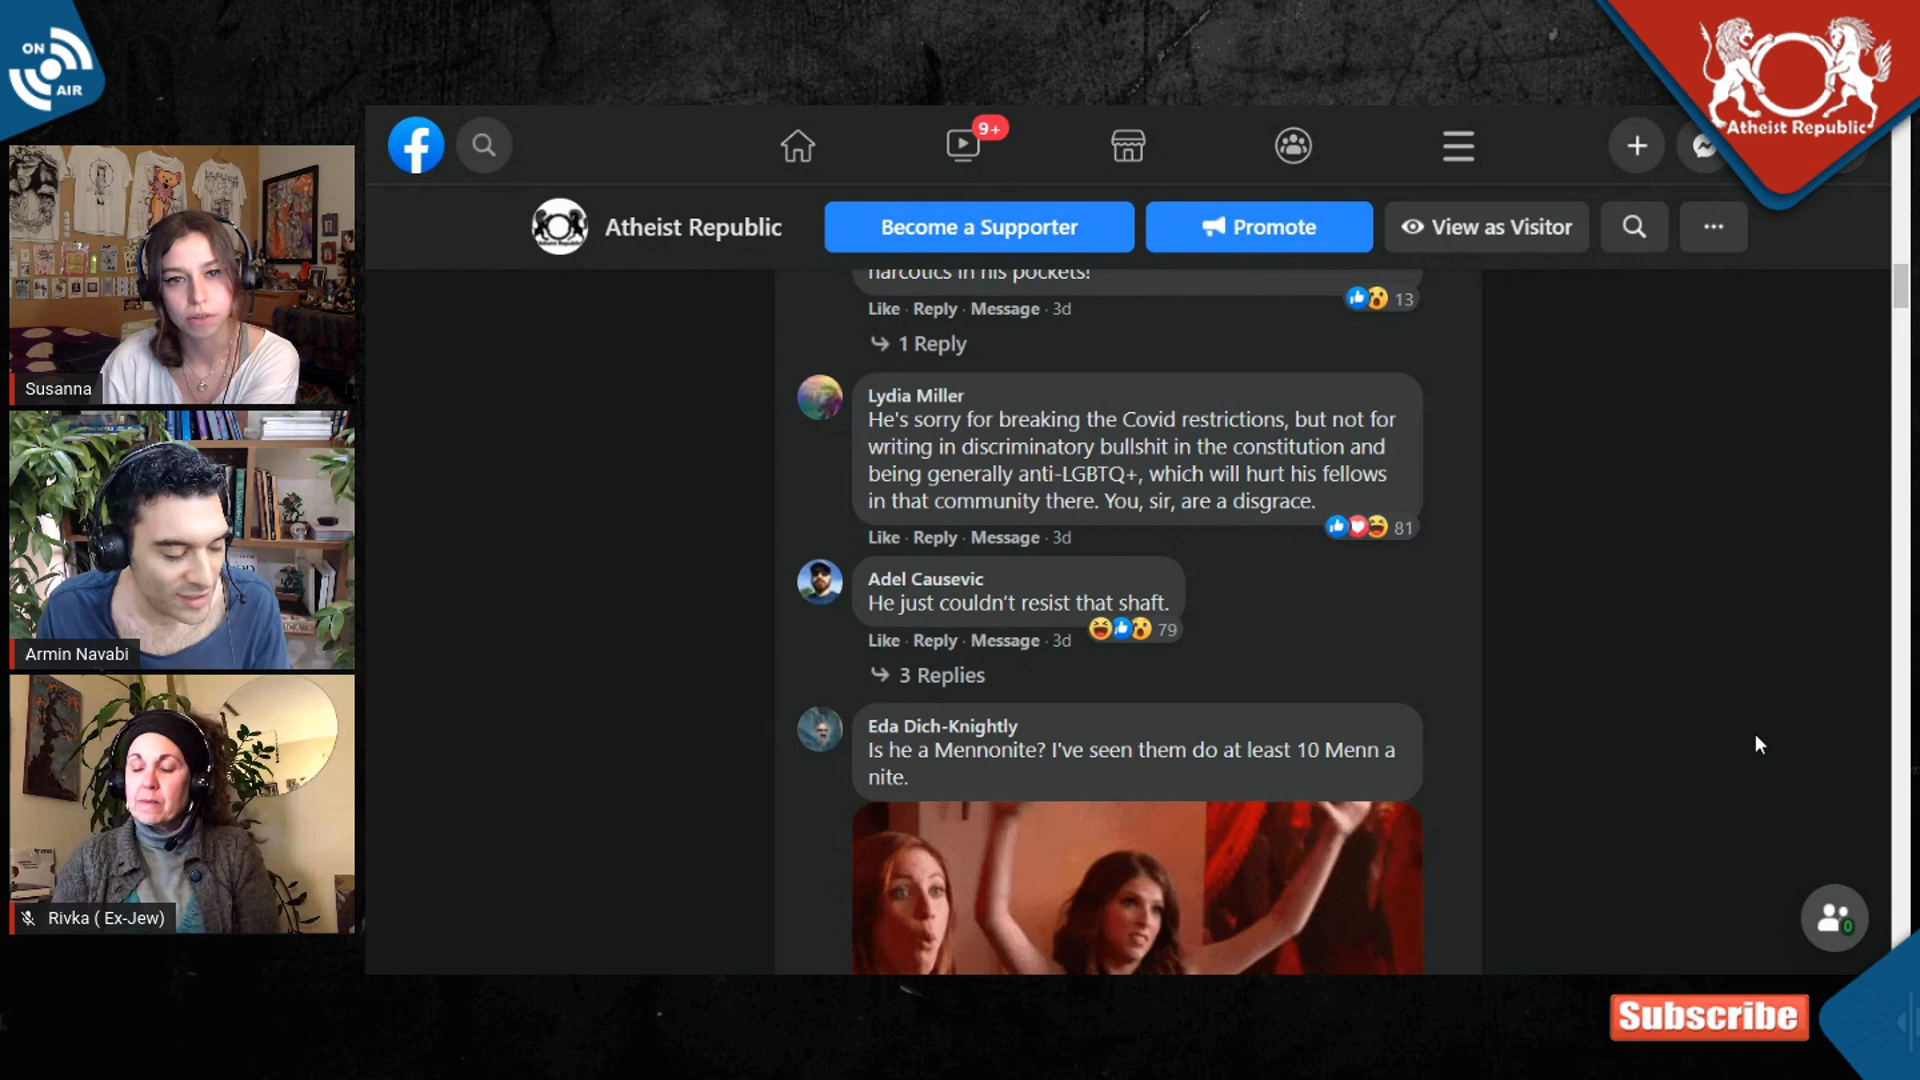 ON
AIR
Atheist Republic
9+
Atheist Republic
Become a Supporter
Promote
View as Visitor
...
narcotics in his pockets!
13
Like · Reply · Message · 3d
1 Reply
Lydia Miller
He's sorry for breaking the Covid restrictions, but not for
writing in discriminatory bullshit in the constitution and
being generally anti-LGBTQ+, which will hurt his fellows
in that community there. You, sir, are a disgrace.
81
Like · Reply · Message · 3d
Adel Causevic
He just couldn't resist that shaft.
79
Like · Reply · Message · 3d
3 Replies
Eda Dich-Knightly
Is he a Mennonite? I've seen them do at least 10 Menn a
nite.
0
Susanna
Armin Navabi
Rivka ( Ex-Jew)
Subscribe